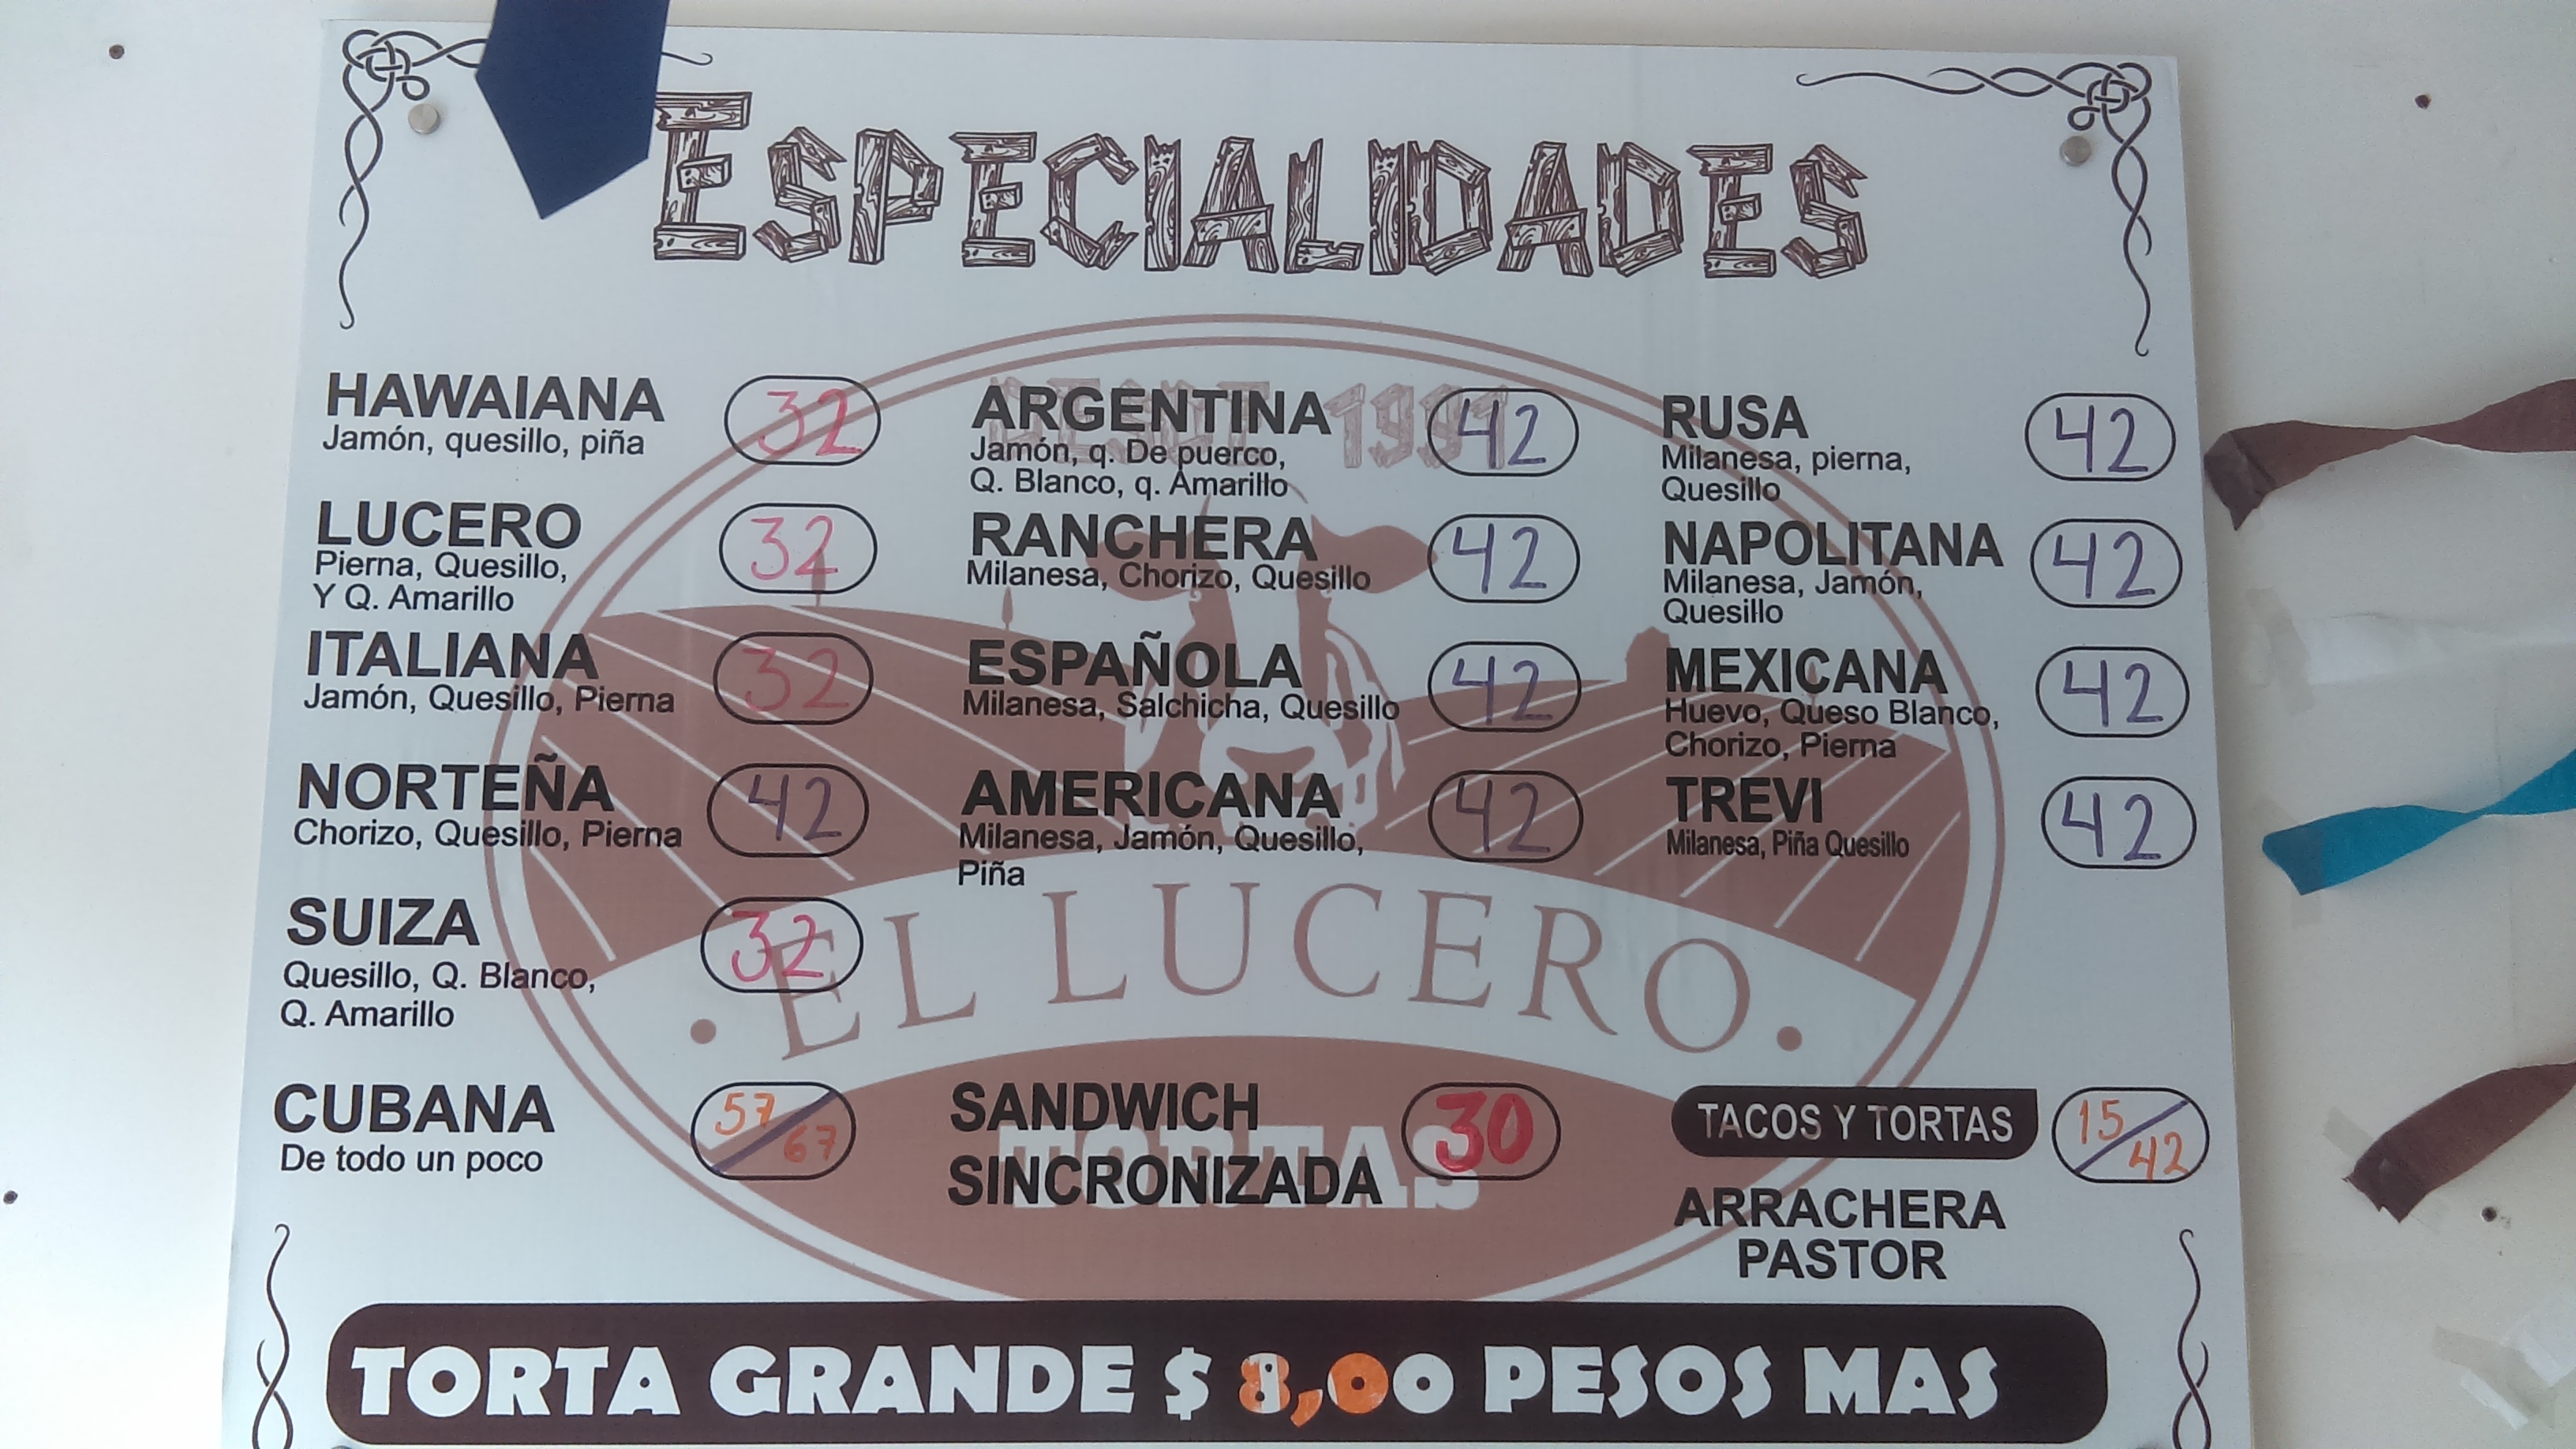 ESPECIALIDADES
DESDE 1991
HAWAIANA 32
Jamón, quesillo, piña
LUCERO 32
Pierna, Quesillo,
Y Q. Amarillo
ITALIANA 32
Jamón, Quesillo, Pierna
NORTEÑA 42
Chorizo, Quesillo, Pierna
SUIZA 32
Quesillo, Q. Blanco,
Q. Amarillo
CUBANA 57/67
De todo un poco
ARGENTINA 42
Jamón, q. De puerco,
Q. Blanco, q. Amarillo
RANCHERA 42
Milanesa, Chorizo, Quesillo
ESPAÑOLA 42
Milanesa, Salchicha, Quesillo
AMERICANA 42
Milanesa, Jamón, Quesillo,
Piña
SANDWICH 30
SINCRONIZADA
RUSA 42
Milanesa, pierna,
Quesillo
NAPOLITANA 42
Milanesa, Jamón,
Quesillo
MEXICANA 42
Huevo, Queso Blanco,
Chorizo, Pierna
TREVI 42
Milanesa, Piña Quesillo
TACOS Y TORTAS 15/42
ARRACHERA
PASTOR
• EL LUCERO •
TORTAS
TORTA GRANDE $ 8,00 PESOS MAS